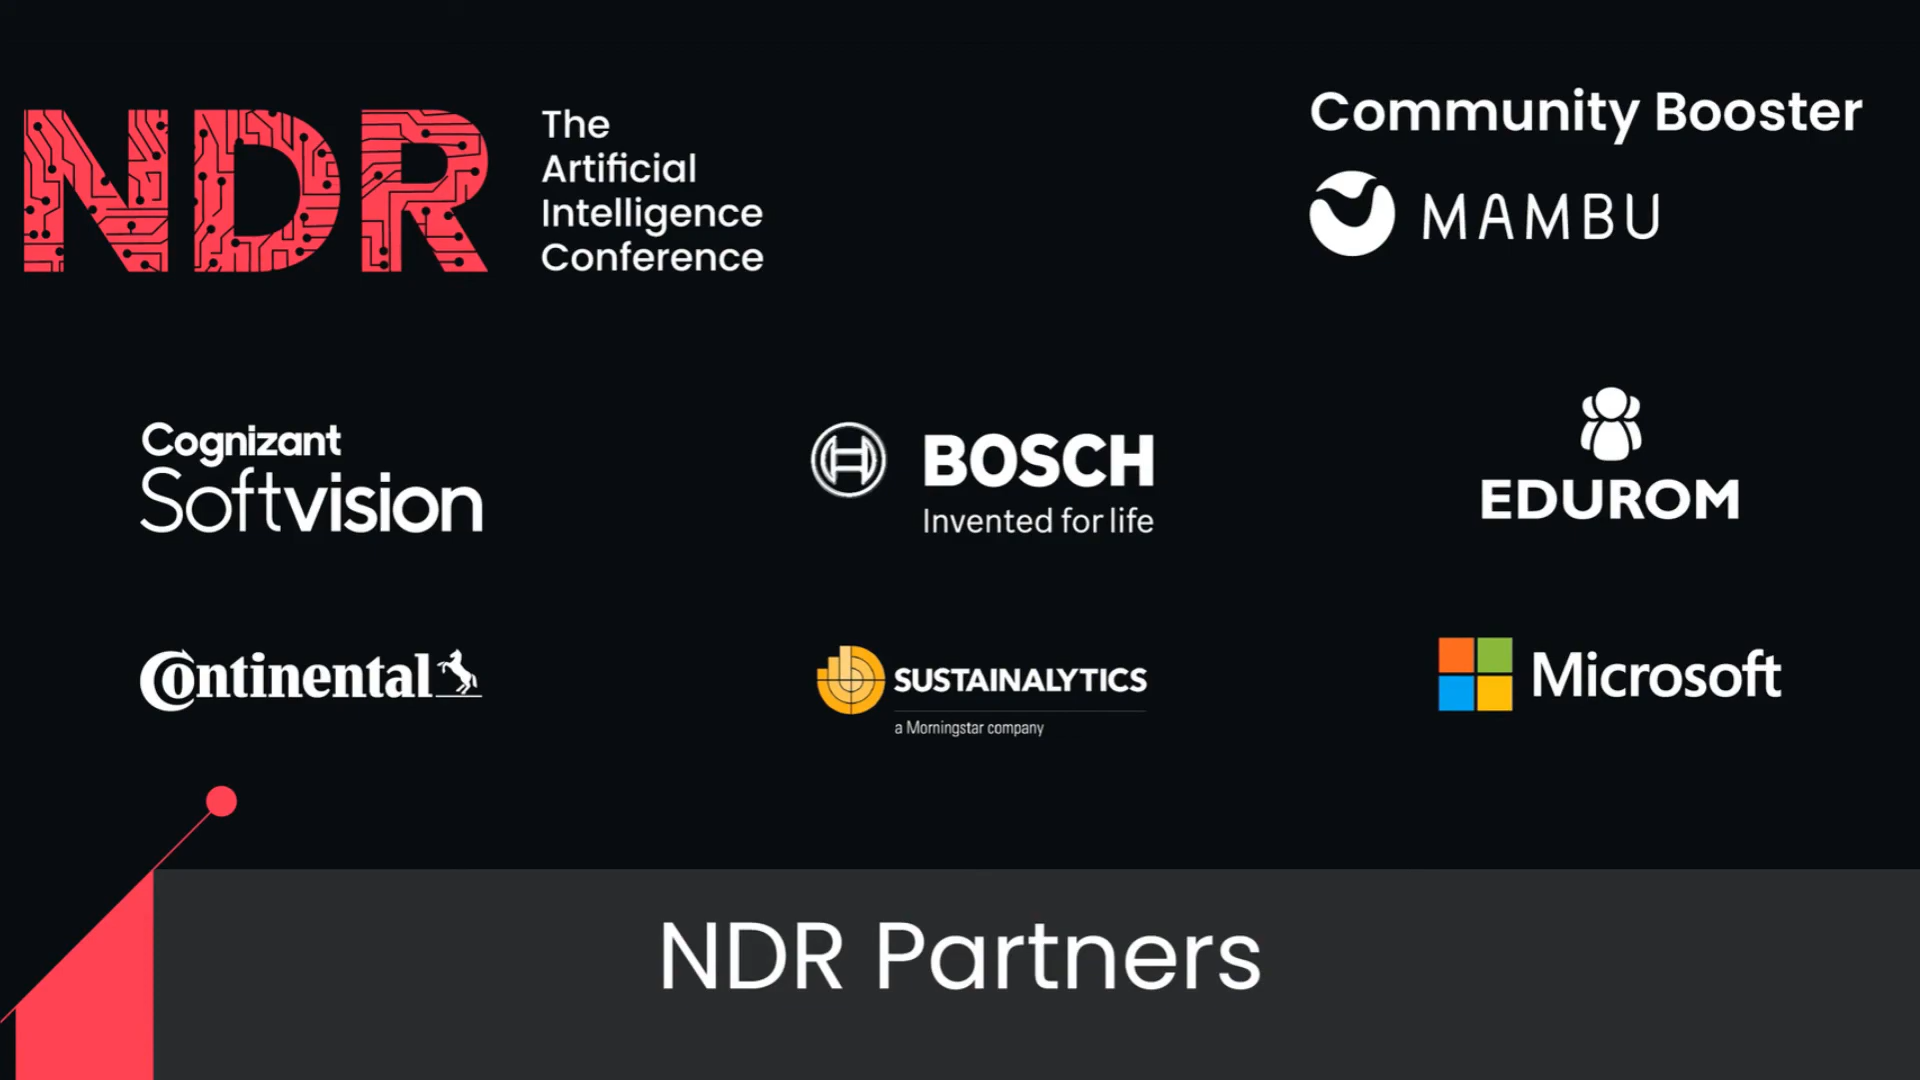 NDR
The
Artificial
Intelligence
Conference
Community Booster
MAMBU
Cognizant
Softvision
BOSCH
Invented for life
EDUROM
Continental
SUSTAINALYTICS
a Morningstar company
Microsoft
NDR Partners